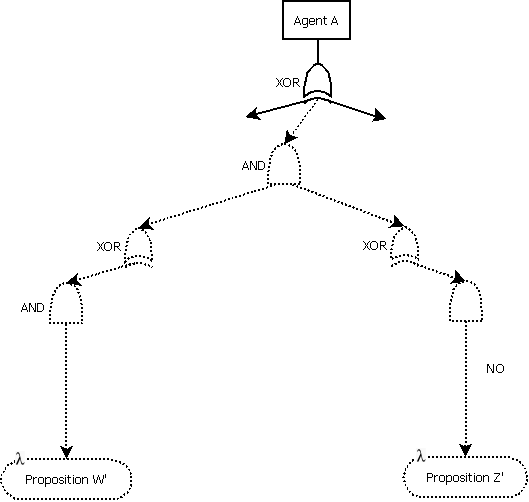 Agent A
XOR
AND
XOR
XOR
AND
NO
λ
Proposition W'
λ
Proposition Z'